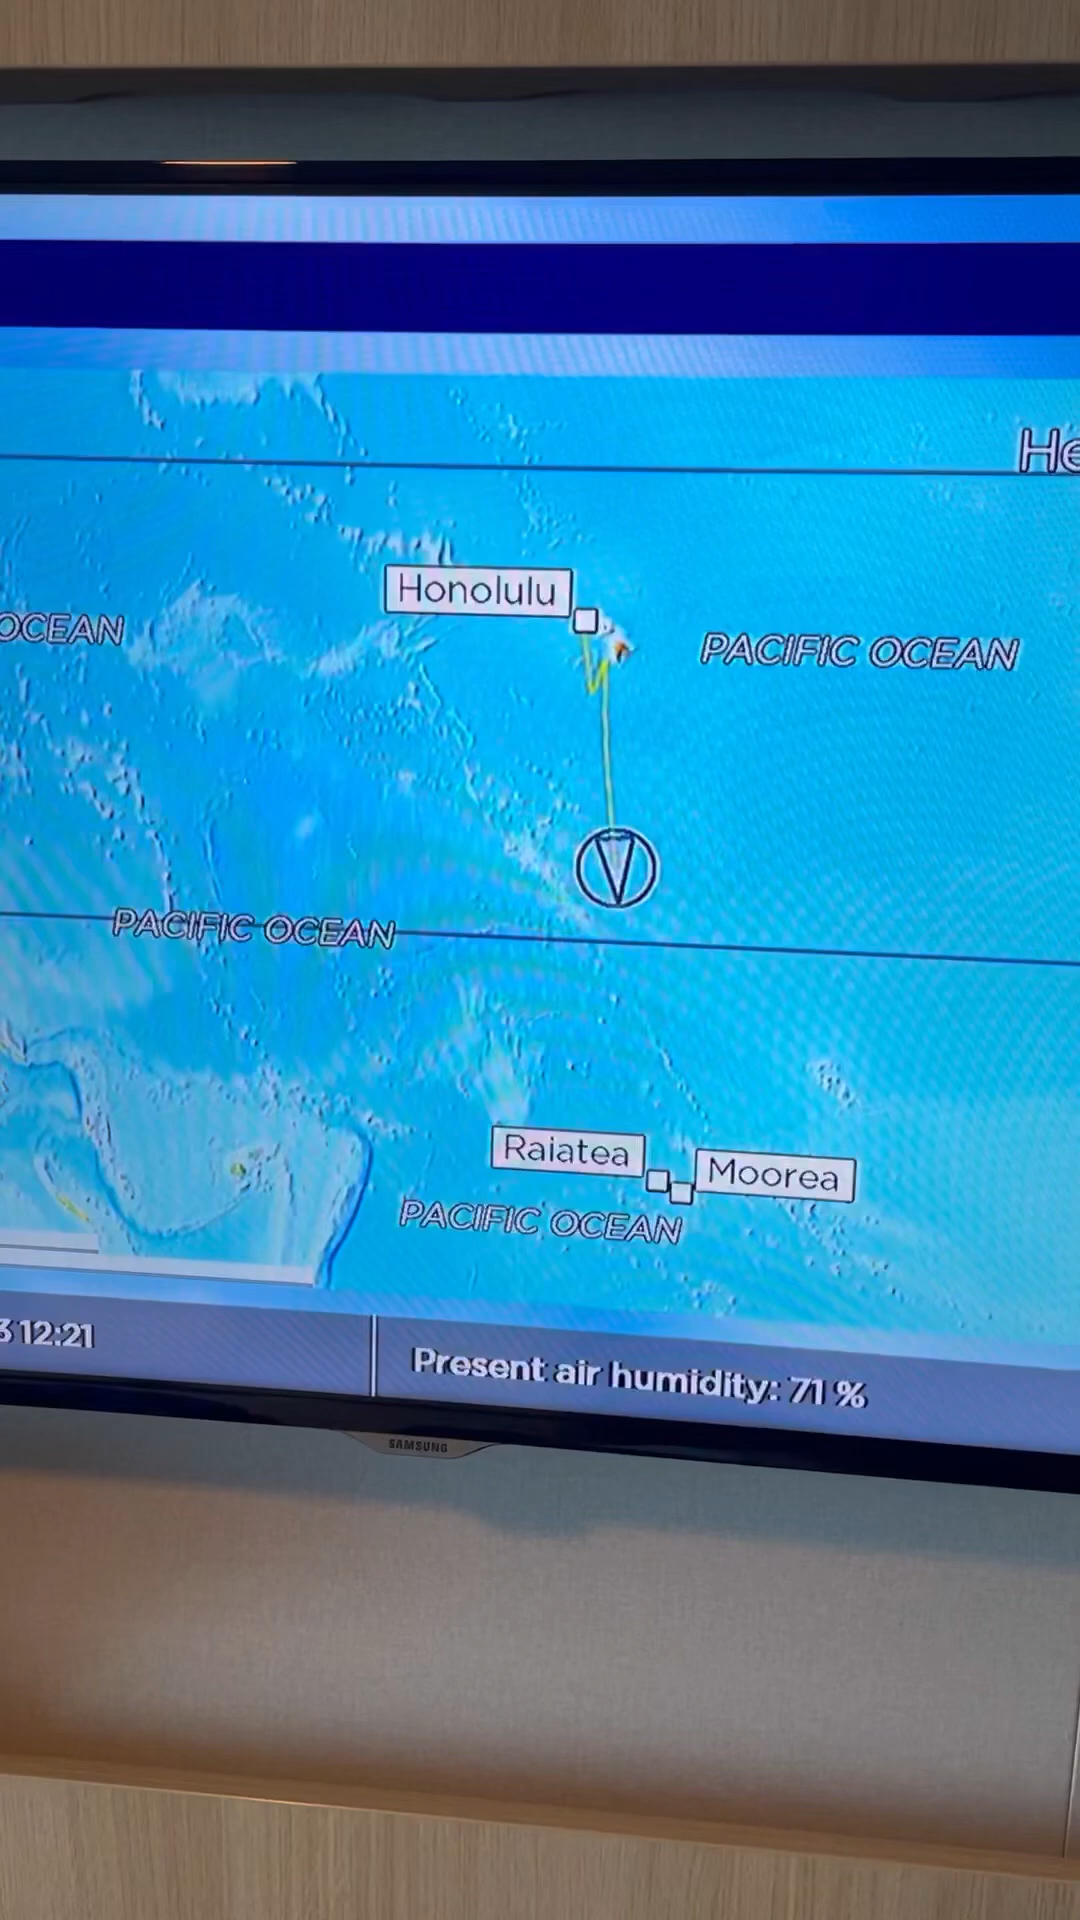 He
Honolulu
OCEAN
PACIFIC OCEAN
PACIFIC OCEAN
Raiatea
Moorea
PACIFIC OCEAN
3 12:21
Present air humidity: 71 %
SAMSUNG